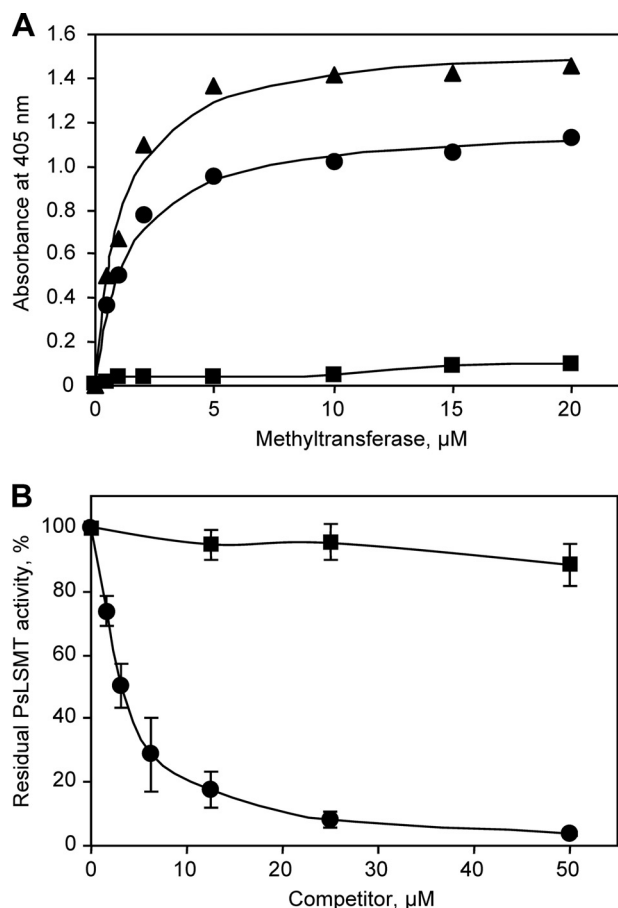 A
Absorbance at 405 nm
1.6
1.4
1.2
1.0
0.8
0.6
0.4
0.2
0
0 5 10 15 20
Methyltransferase, µM
B
Residual PsLSMT activity, %
100
80
60
40
20
0
0 10 20 30 40 50
Competitor, µM